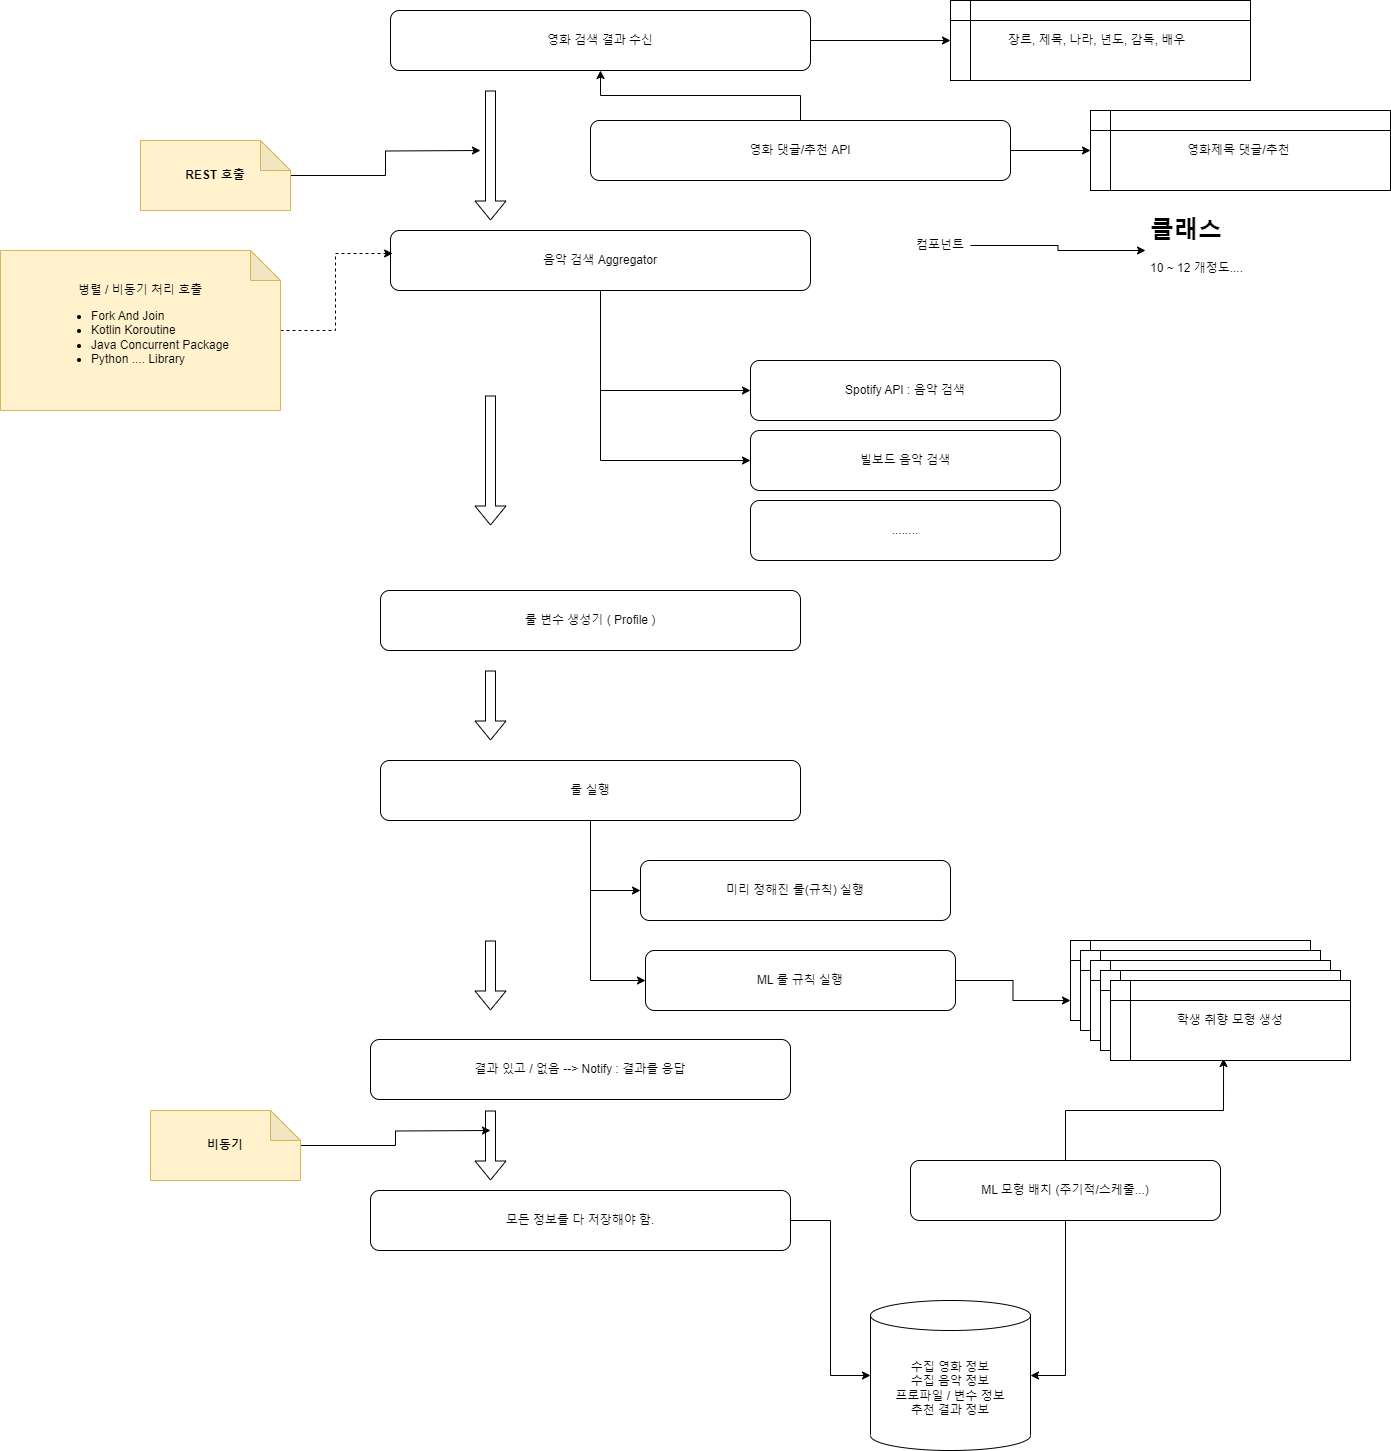 영화 검색 결과 수신
장르, 제목, 나라, 년도, 감독, 배우
영화 댓글/추천 API
영화제목 댓글/추천
REST 호출
클래스
컴포넌트
10 ~ 12 개정도....
음악 검색 Aggregator
병렬 / 비동기 처리 호출
Fork And Join
Kotlin Koroutine
Java Concurrent Package
Python .... Library
Spotify API : 음악 검색
빌보드 음악 검색
........
룰 변수 생성기 ( Profile )
룰 실행
미리 정해진 룰(규칙) 실행
ML 룰 규칙 실행
학생 취향 모형 생성
결과 있고 / 없음 --> Notify : 결과를 응답
비동기
ML 모형 배치 (주기적/스케줄...)
모든 정보를 다 저장해야 함.
수집 영화 정보
수집 음악 정보
프로파일 / 변수 정보
추천 결과 정보